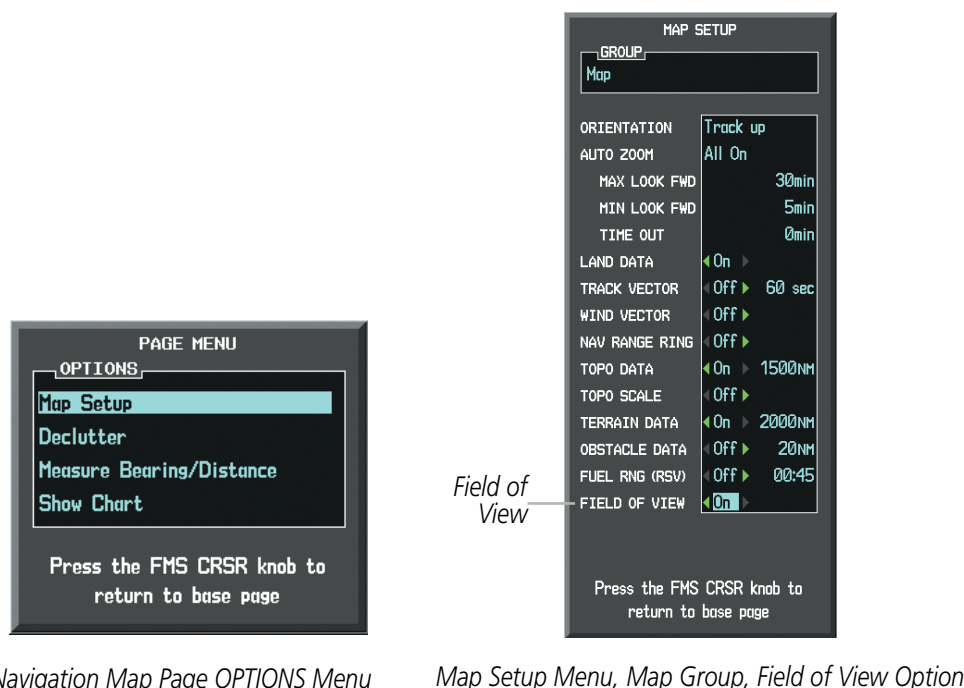 PAGE MENU
OPTIONS
Map Setup
Declutter
Measure Bearing/Distance
Show Chart
Press the FMS CRSR knob to
return to base page
Navigation Map Page OPTIONS Menu
MAP SETUP
GROUP
Map
ORIENTATION Track up
AUTO ZOOM All On
MAX LOOK FWD 30min
MIN LOOK FWD 5min
TIME OUT 0min
LAND DATA On
TRACK VECTOR Off 60 sec
WIND VECTOR Off
NAV RANGE RING Off
TOPO DATA On 1500NM
TOPO SCALE Off
TERRAIN DATA On 2000NM
OBSTACLE DATA Off 20NM
FUEL RNG (RSV) Off 00:45
FIELD OF VIEW On
Field of
View
Press the FMS CRSR knob to
return to base page
Map Setup Menu, Map Group, Field of View Option